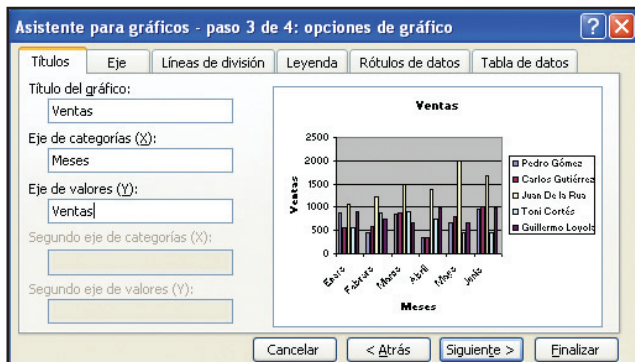 Asistente para gráficos - paso 3 de 4: opciones de gráfico
Títulos Eje Líneas de división Leyenda Rótulos de datos Tabla de datos
Título del gráfico:
Ventas
Eje de categorías (X):
Meses
Eje de valores (Y):
Ventas
Segundo eje de categorías (X):
Segundo eje de valores (Y):
Ventas
Ventas
2500
2000
1500
1000
500
0
Enero
Febrero
Marzo
Abril
Mayo
Junio
Meses
Pedro Gómez
Carlos Gutiérrez
Juan De la Rua
Toni Cortés
Guillermo Loyola
Cancelar < Atrás Siguiente > Finalizar